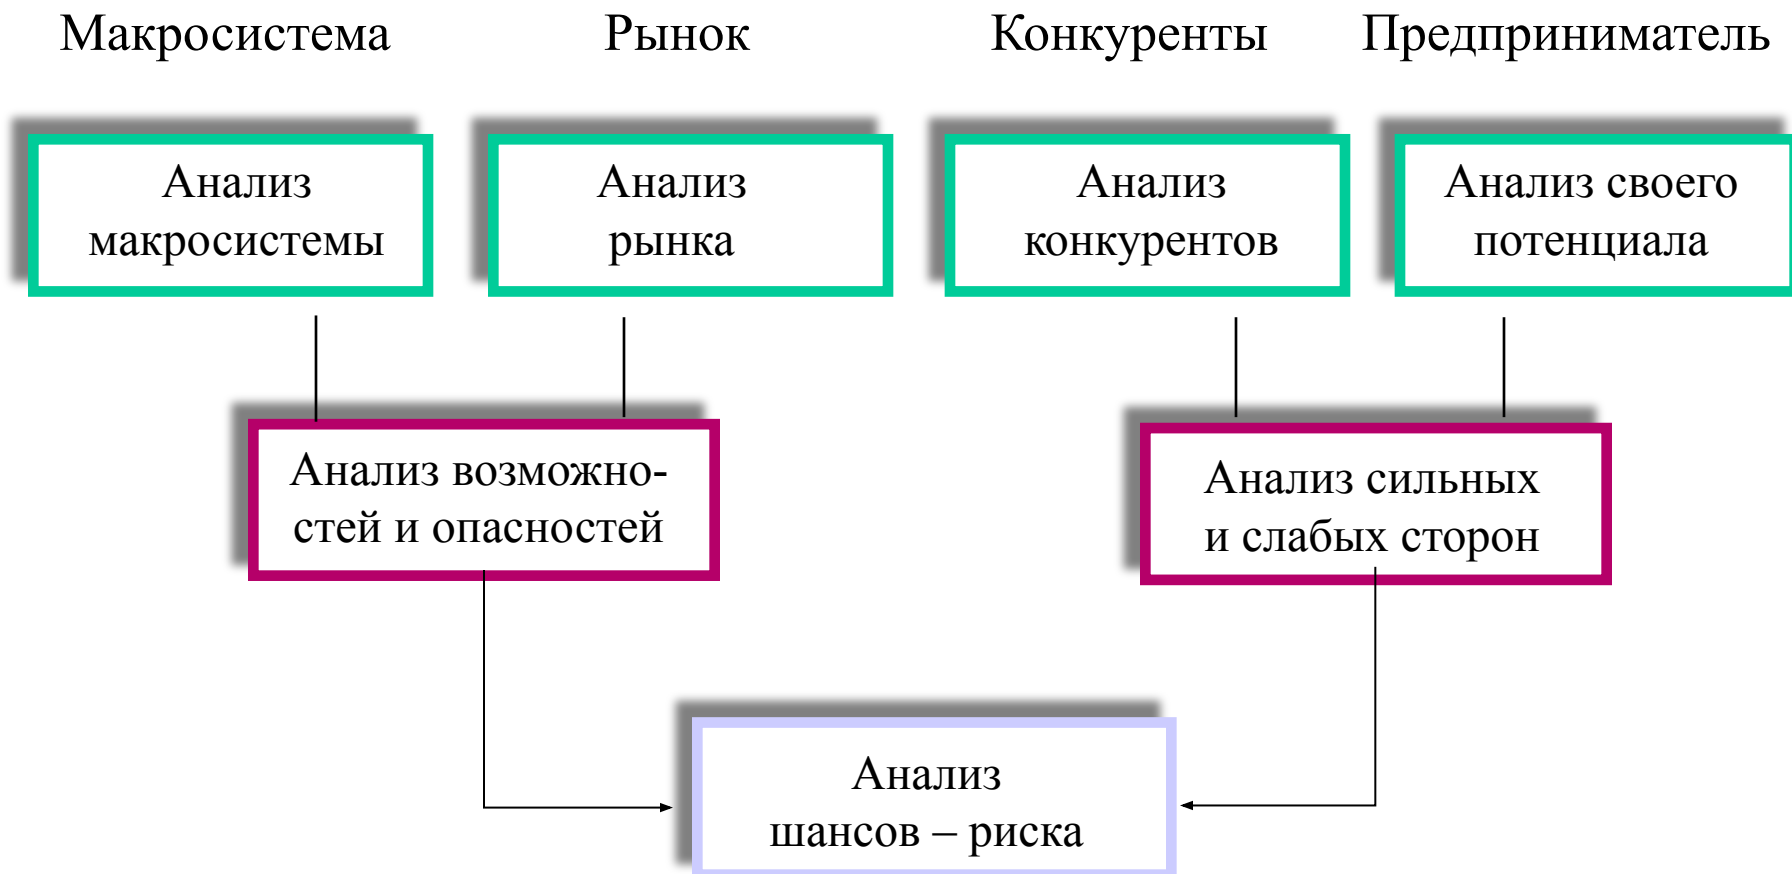 Макросистема
Рынок
Конкуренты
Предприниматель
Анализ
макросистемы
Анализ
рынка
Анализ
конкурентов
Анализ своего
потенциала
Анализ возможно-
стей и опасностей
Анализ сильных
и слабых сторон
Анализ
шансов – риска